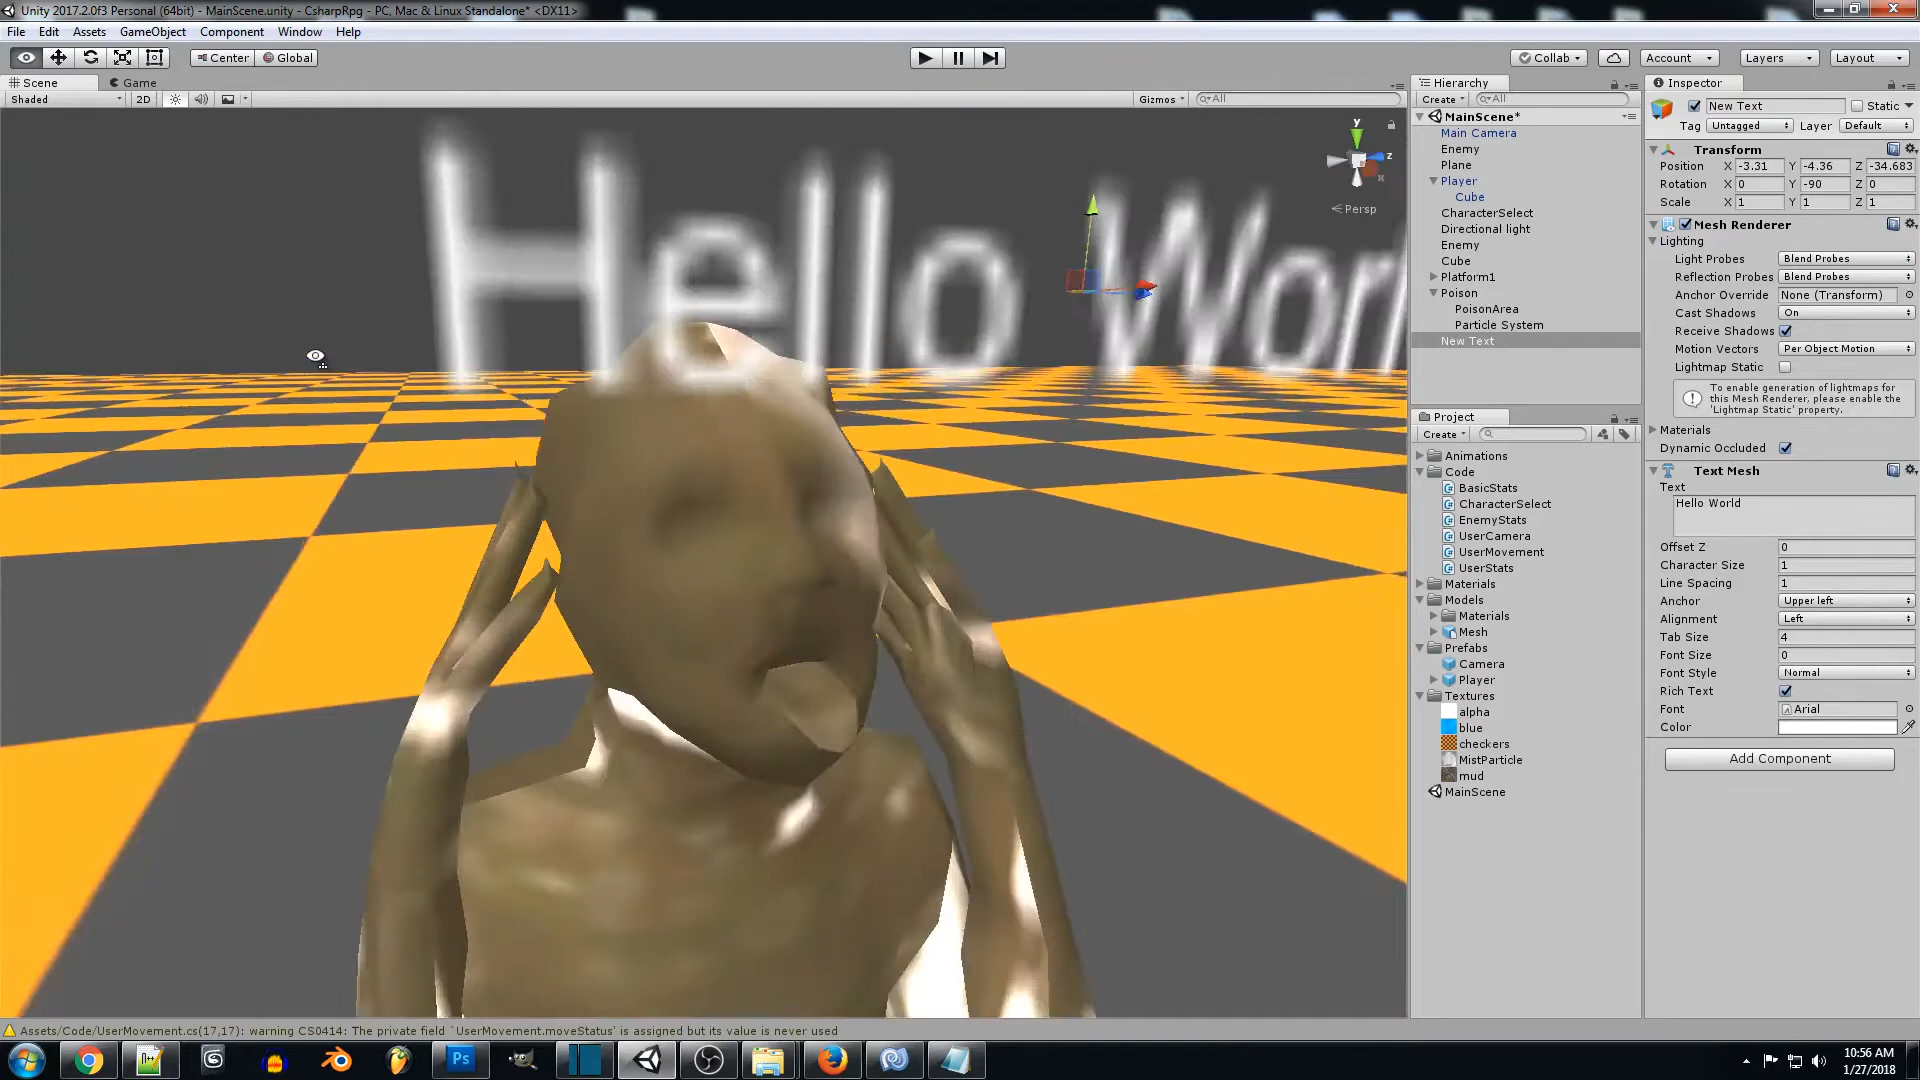 Unity 2017.2.0f3 Personal (64bit) - MainScene.unity - CsharpRpg - PC, Mac & Linux Standalone* <DX11>
File Edit Assets GameObject Component Window Help
Center Global
Collab Account Layers Layout
Scene Game
Shaded 2D Gizmos All
Hello Wor
y
z
x
Persp
Hierarchy
Create All
MainScene*
Main Camera
Enemy
Plane
Player
Cube
CharacterSelect
Directional light
Enemy
Cube
Platform1
Poison
PoisonArea
Particle System
New Text
Project
Create
Animations
Code
BasicStats
CharacterSelect
EnemyStats
UserCamera
UserMovement
UserStats
Materials
Models
Materials
Mesh
Prefabs
Camera
Player
Textures
alpha
blue
checkers
MistParticle
mud
MainScene
Inspector
New Text Static
Tag Untagged Layer Default
Transform
Position X -3.31 Y -4.36 Z -34.683
Rotation X 0 Y -90 Z 0
Scale X 1 Y 1 Z 1
Mesh Renderer
Lighting
Light Probes Blend Probes
Reflection Probes Blend Probes
Anchor Override None (Transform)
Cast Shadows On
Receive Shadows
Motion Vectors Per Object Motion
Lightmap Static
To enable generation of lightmaps for
this Mesh Renderer, please enable the
'Lightmap Static' property.
Materials
Dynamic Occluded
Text Mesh
Text
Hello World
Offset Z 0
Character Size 1
Line Spacing 1
Anchor Upper left
Alignment Left
Tab Size 4
Font Size 0
Font Style Normal
Rich Text
Font Arial
Color
Add Component
Assets/Code/UserMovement.cs(17,17): warning CS0414: The private field `UserMovement.moveStatus' is assigned but its value is never used
Ps
10:56 AM
1/27/2018